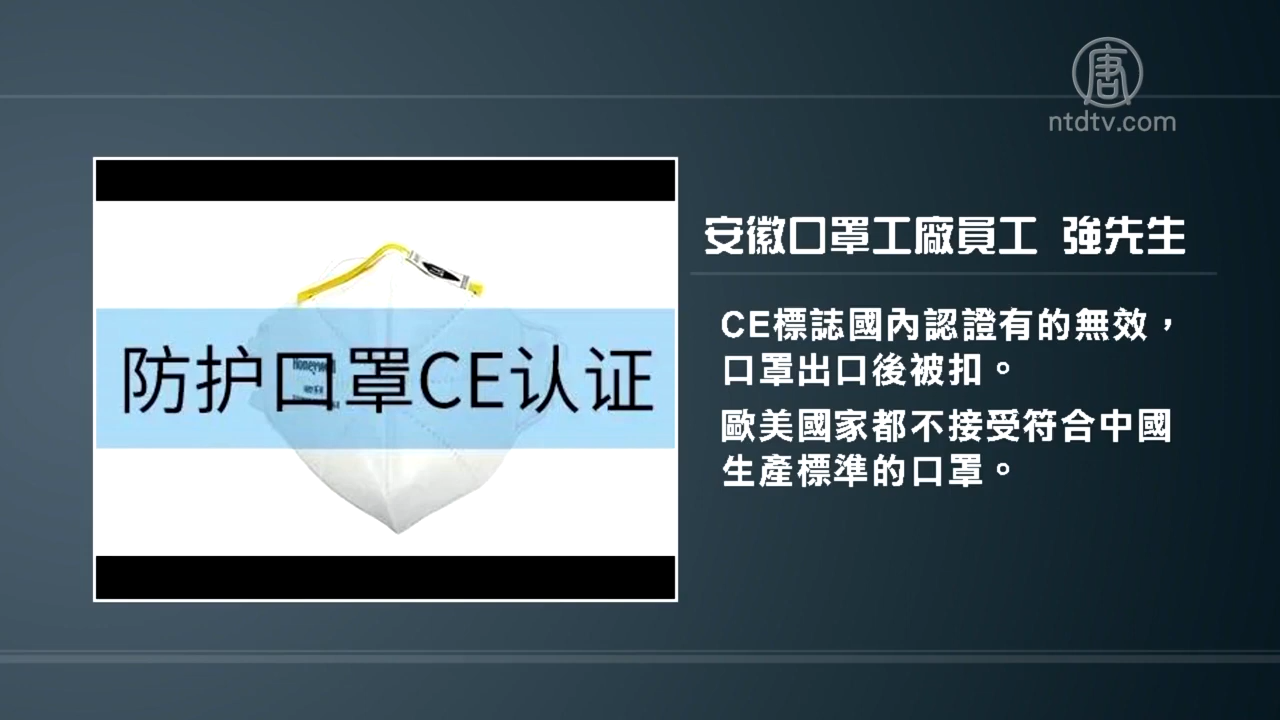 唐
ntdtv.com
安徽口罩工廠員工 強先生
CE標誌國內認證有的無效，
口罩出口後被扣。
歐美國家都不接受符合中國
生產標準的口罩。
Honeywell
防护口罩CE认证